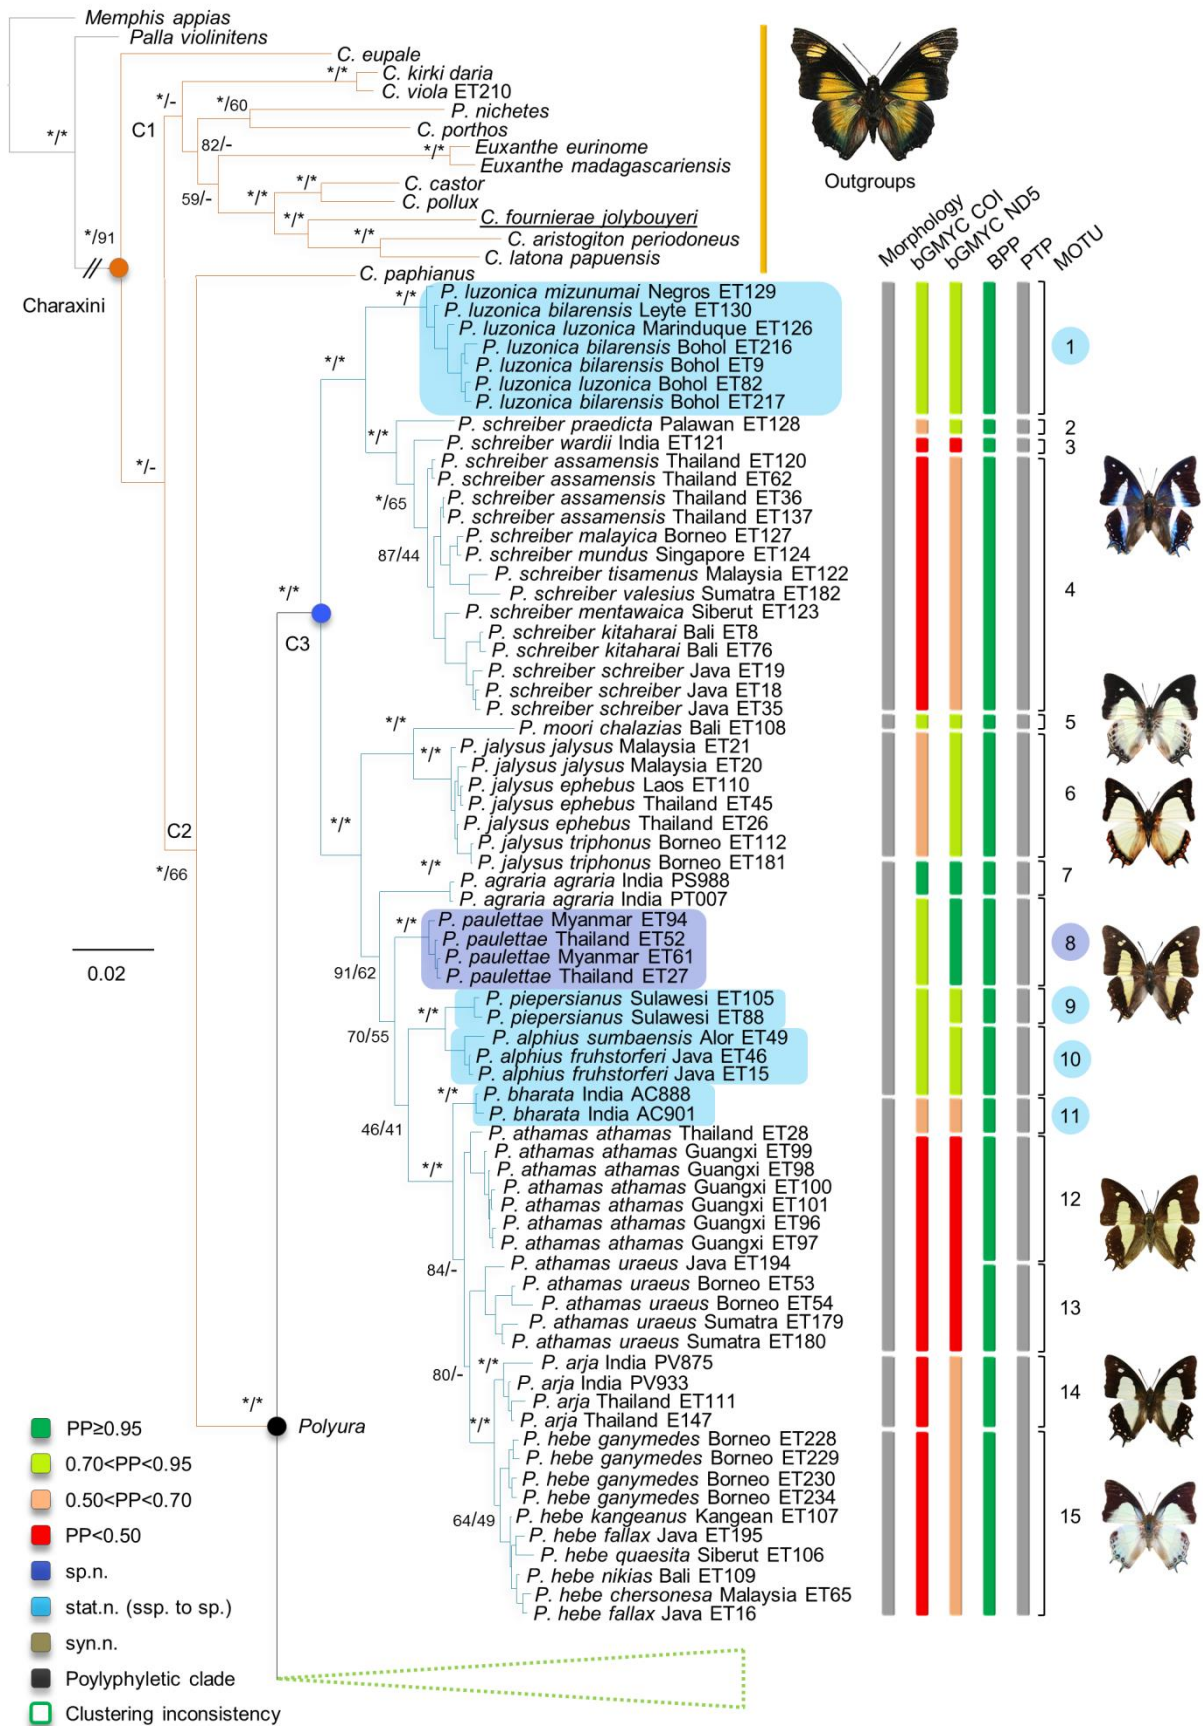 Memphis appias
Palla violinitens
C. eupale
*/*
C. kirki daria
C. viola ET210
*/-
C1
*/60
P. nichetes
C. porthos
*/*
82/-
*/*
Euxanthe eurinome
Euxanthe madagascariensis
59/-
*/*
*/*
C. castor
C. pollux
*/*
C. fournierae jolybouyeri
*/*
C. aristogiton periodoneus
C. latona papuensis
*/91
Charaxini
C. paphianus
Outgroups
Morphology
bGMYC COI
bGMYC ND5
BPP
PTP
MOTU
*/*
P. luzonica mizunumai Negros ET129
P. luzonica bilarensis Leyte ET130
P. luzonica luzonica Marinduque ET126
P. luzonica bilarensis Bohol ET216
P. luzonica bilarensis Bohol ET9
P. luzonica luzonica Bohol ET82
P. luzonica bilarensis Bohol ET217
1
*/*
*/*
P. schreiber praedicta Palawan ET128
2
P. schreiber wardii India ET121
3
*/-
P. schreiber assamensis Thailand ET120
P. schreiber assamensis Thailand ET62
*/65
P. schreiber assamensis Thailand ET36
P. schreiber assamensis Thailand ET137
P. schreiber malayica Borneo ET127
87/44
P. schreiber mundus Singapore ET124
P. schreiber tisamenus Malaysia ET122
P. schreiber valesius Sumatra ET182
4
*/*
C3
P. schreiber mentawaica Siberut ET123
P. schreiber kitaharai Bali ET8
P. schreiber kitaharai Bali ET76
P. schreiber schreiber Java ET19
P. schreiber schreiber Java ET18
P. schreiber schreiber Java ET35
*/*
P. moori chalazias Bali ET108
5
*/*
P. jalysus jalysus Malaysia ET21
P. jalysus jalysus Malaysia ET20
P. jalysus ephebus Laos ET110
P. jalysus ephebus Thailand ET45
P. jalysus ephebus Thailand ET26
P. jalysus triphonus Borneo ET112
P. jalysus triphonus Borneo ET181
6
*/*
C2
*/66
*/*
P. agraria agraria India PS988
P. agraria agraria India PT007
7
*/*
P. paulettae Myanmar ET94
P. paulettae Thailand ET52
P. paulettae Myanmar ET61
P. paulettae Thailand ET27
8
0.02
91/62
*/*
P. piepersianus Sulawesi ET105
P. piepersianus Sulawesi ET88
9
70/55
P. alphius sumbaensis Alor ET49
P. alphius fruhstorferi Java ET46
P. alphius fruhstorferi Java ET15
10
*/*
P. bharata India AC888
P. bharata India AC901
11
46/41
P. athamas athamas Thailand ET28
P. athamas athamas Guangxi ET99
P. athamas athamas Guangxi ET98
*/*
P. athamas athamas Guangxi ET100
P. athamas athamas Guangxi ET101
P. athamas athamas Guangxi ET96
P. athamas athamas Guangxi ET97
12
84/-
P. athamas uraeus Java ET194
P. athamas uraeus Borneo ET53
P. athamas uraeus Borneo ET54
P. athamas uraeus Sumatra ET179
P. athamas uraeus Sumatra ET180
13
80/-
*/*
P. arja India PV875
P. arja India PV933
P. arja Thailand ET111
P. arja Thailand E147
14
*/*
*/*
Polyura
P. hebe ganymedes Borneo ET228
P. hebe ganymedes Borneo ET229
P. hebe ganymedes Borneo ET230
P. hebe ganymedes Borneo ET234
64/49
P. hebe kangeanus Kangean ET107
P. hebe fallax Java ET195
P. hebe quaesita Siberut ET106
P. hebe nikias Bali ET109
P. hebe chersonesa Malaysia ET65
P. hebe fallax Java ET16
15
PP≥0.95
0.70<PP<0.95
0.50<PP<0.70
PP<0.50
sp.n.
stat.n. (ssp. to sp.)
syn.n.
Poylyphyletic clade
Clustering inconsistency